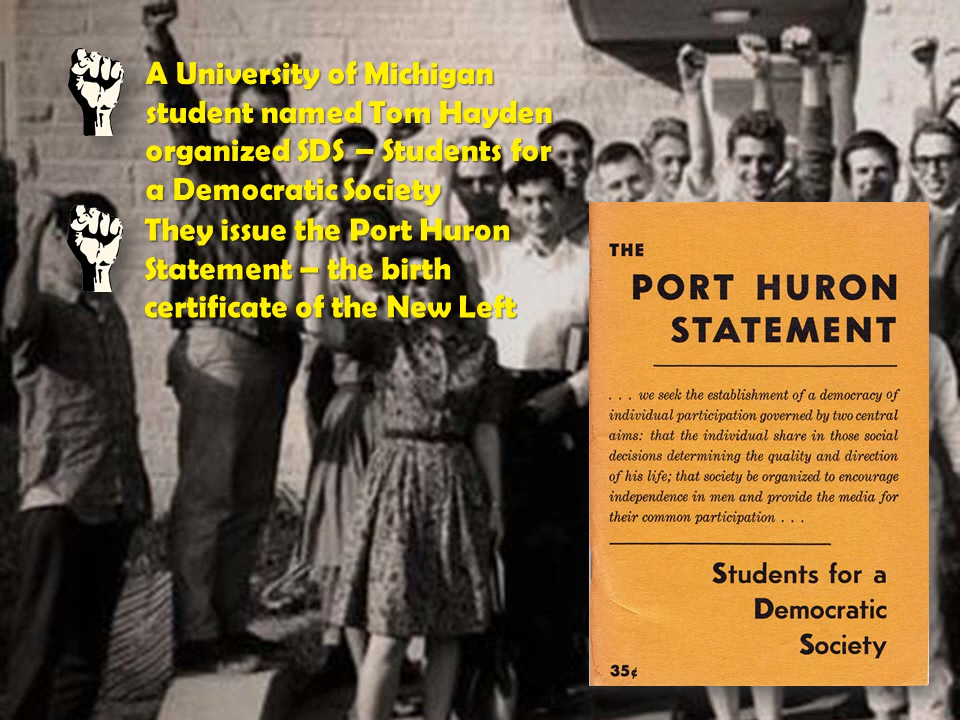 A University of Michigan
student named Tom Hayden
organized SDS – Students for
a Democratic Society
They issue the Port Huron
Statement – the birth
certificate of the New Left
THE
PORT HURON
STATEMENT
. . . we seek the establishment of a democracy of
individual participation governed by two central
aims: that the individual share in those social
decisions determining the quality and direction
of his life; that society be organized to encourage
independence in men and provide the media for
their common participation . . .
Students for a
Democratic
Society
35¢